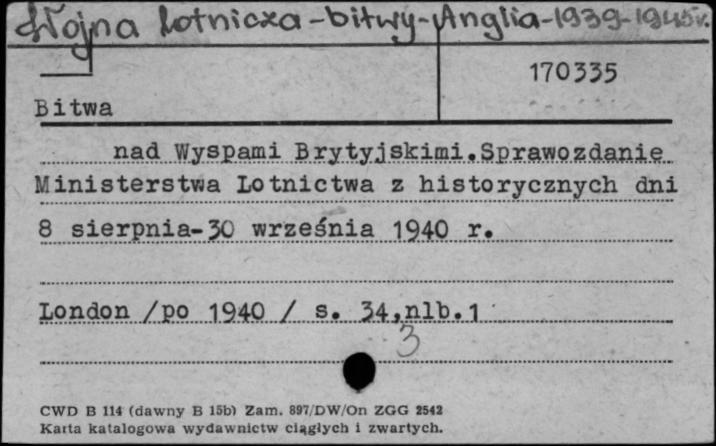 Wojna lotnicza-bitwy-Anglia-1939-1945r.
170335
Bitwa
nad Wyspami Brytyjskimi.Sprawozdanie
Ministerstwa Lotnictwa z historycznych dni
8 sierpnia-30 września 1940 r.
London /po 1940 / s. 34,nlb.1
3
CWD B 114 (dawny B 15b) Zam. 897/DW/On ZGG 2542
Karta katalogowa wydawnictw ciągłych i zwartych.